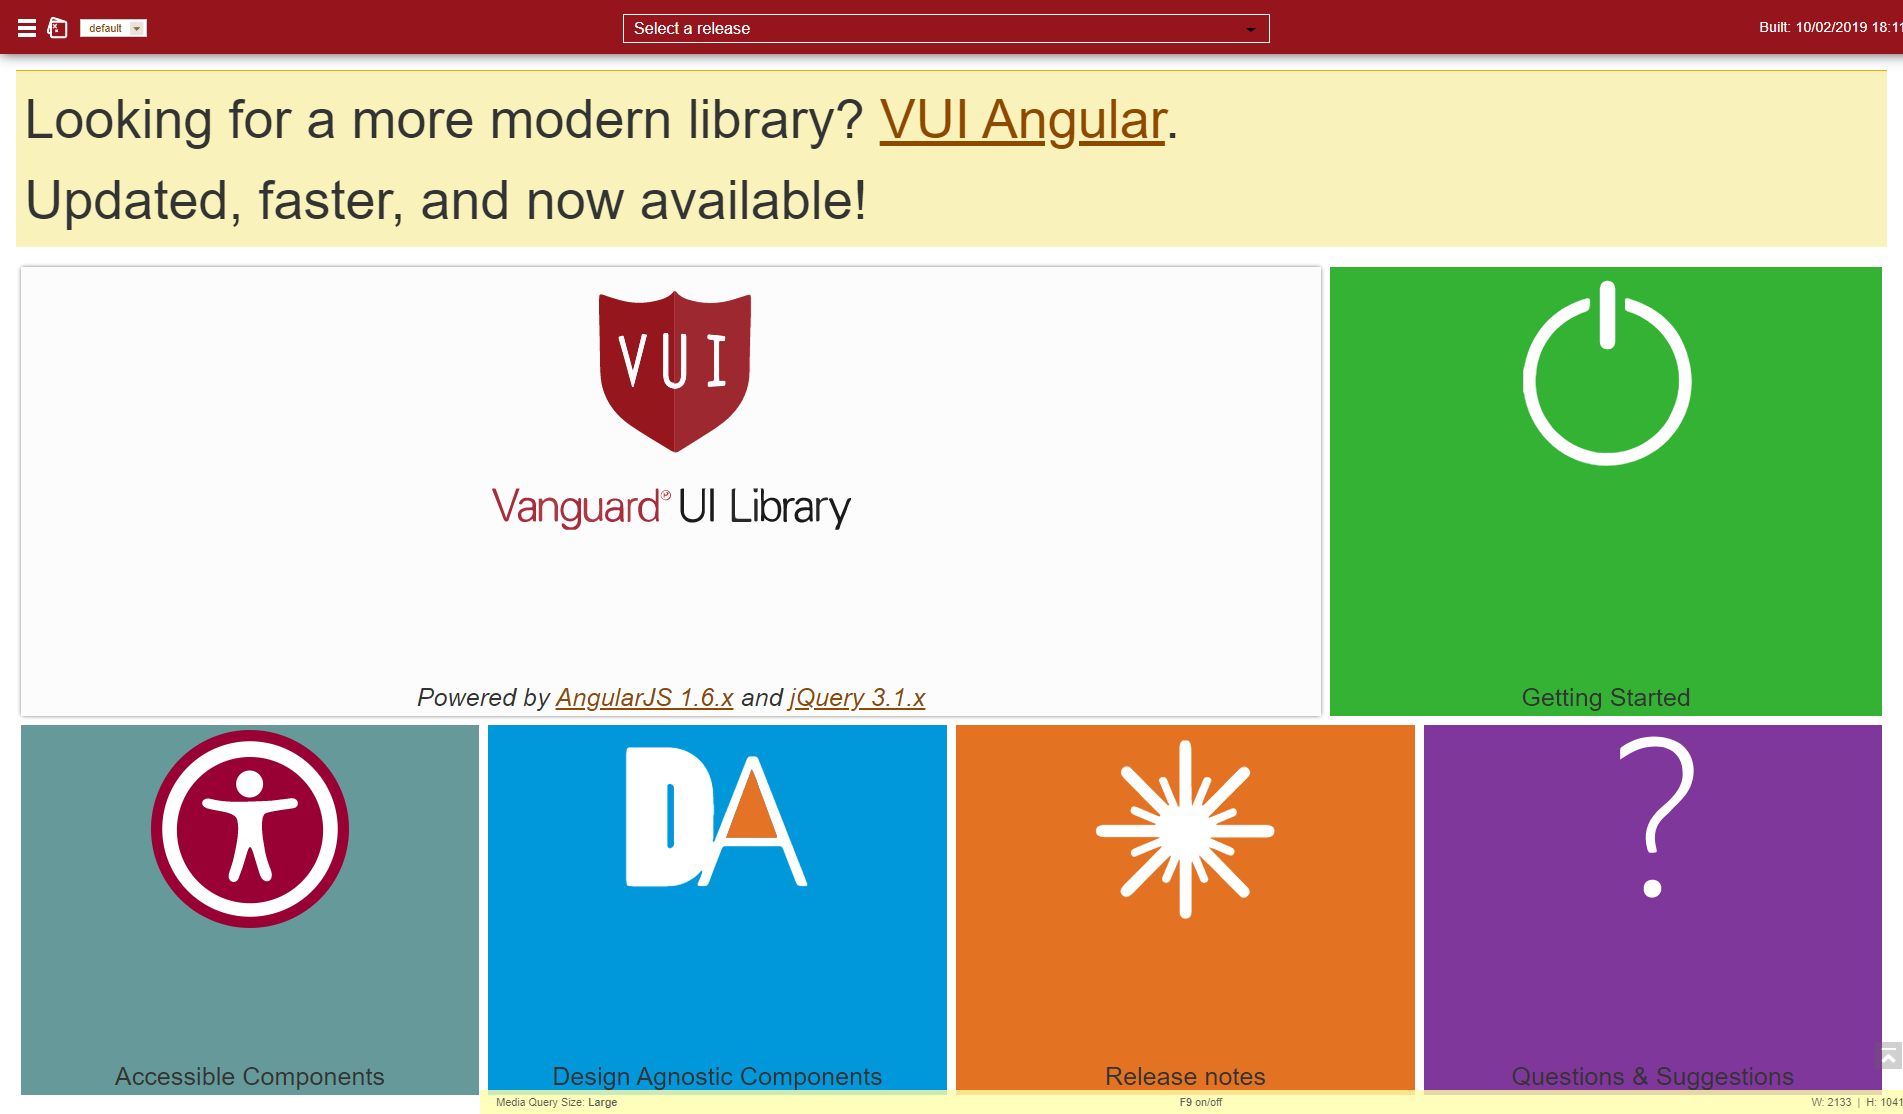 default
Select a release
Built: 10/02/2019 18:11
Looking for a more modern library? VUI Angular.
Updated, faster, and now available!
VUI
Vanguard® UI Library
Powered by AngularJS 1.6.x and jQuery 3.1.x
Getting Started
DA
?
Accessible Components
Design Agnostic Components
Release notes
Questions & Suggestions
Media Query Size: Large
F9 on/off
W: 2133 | H: 1041